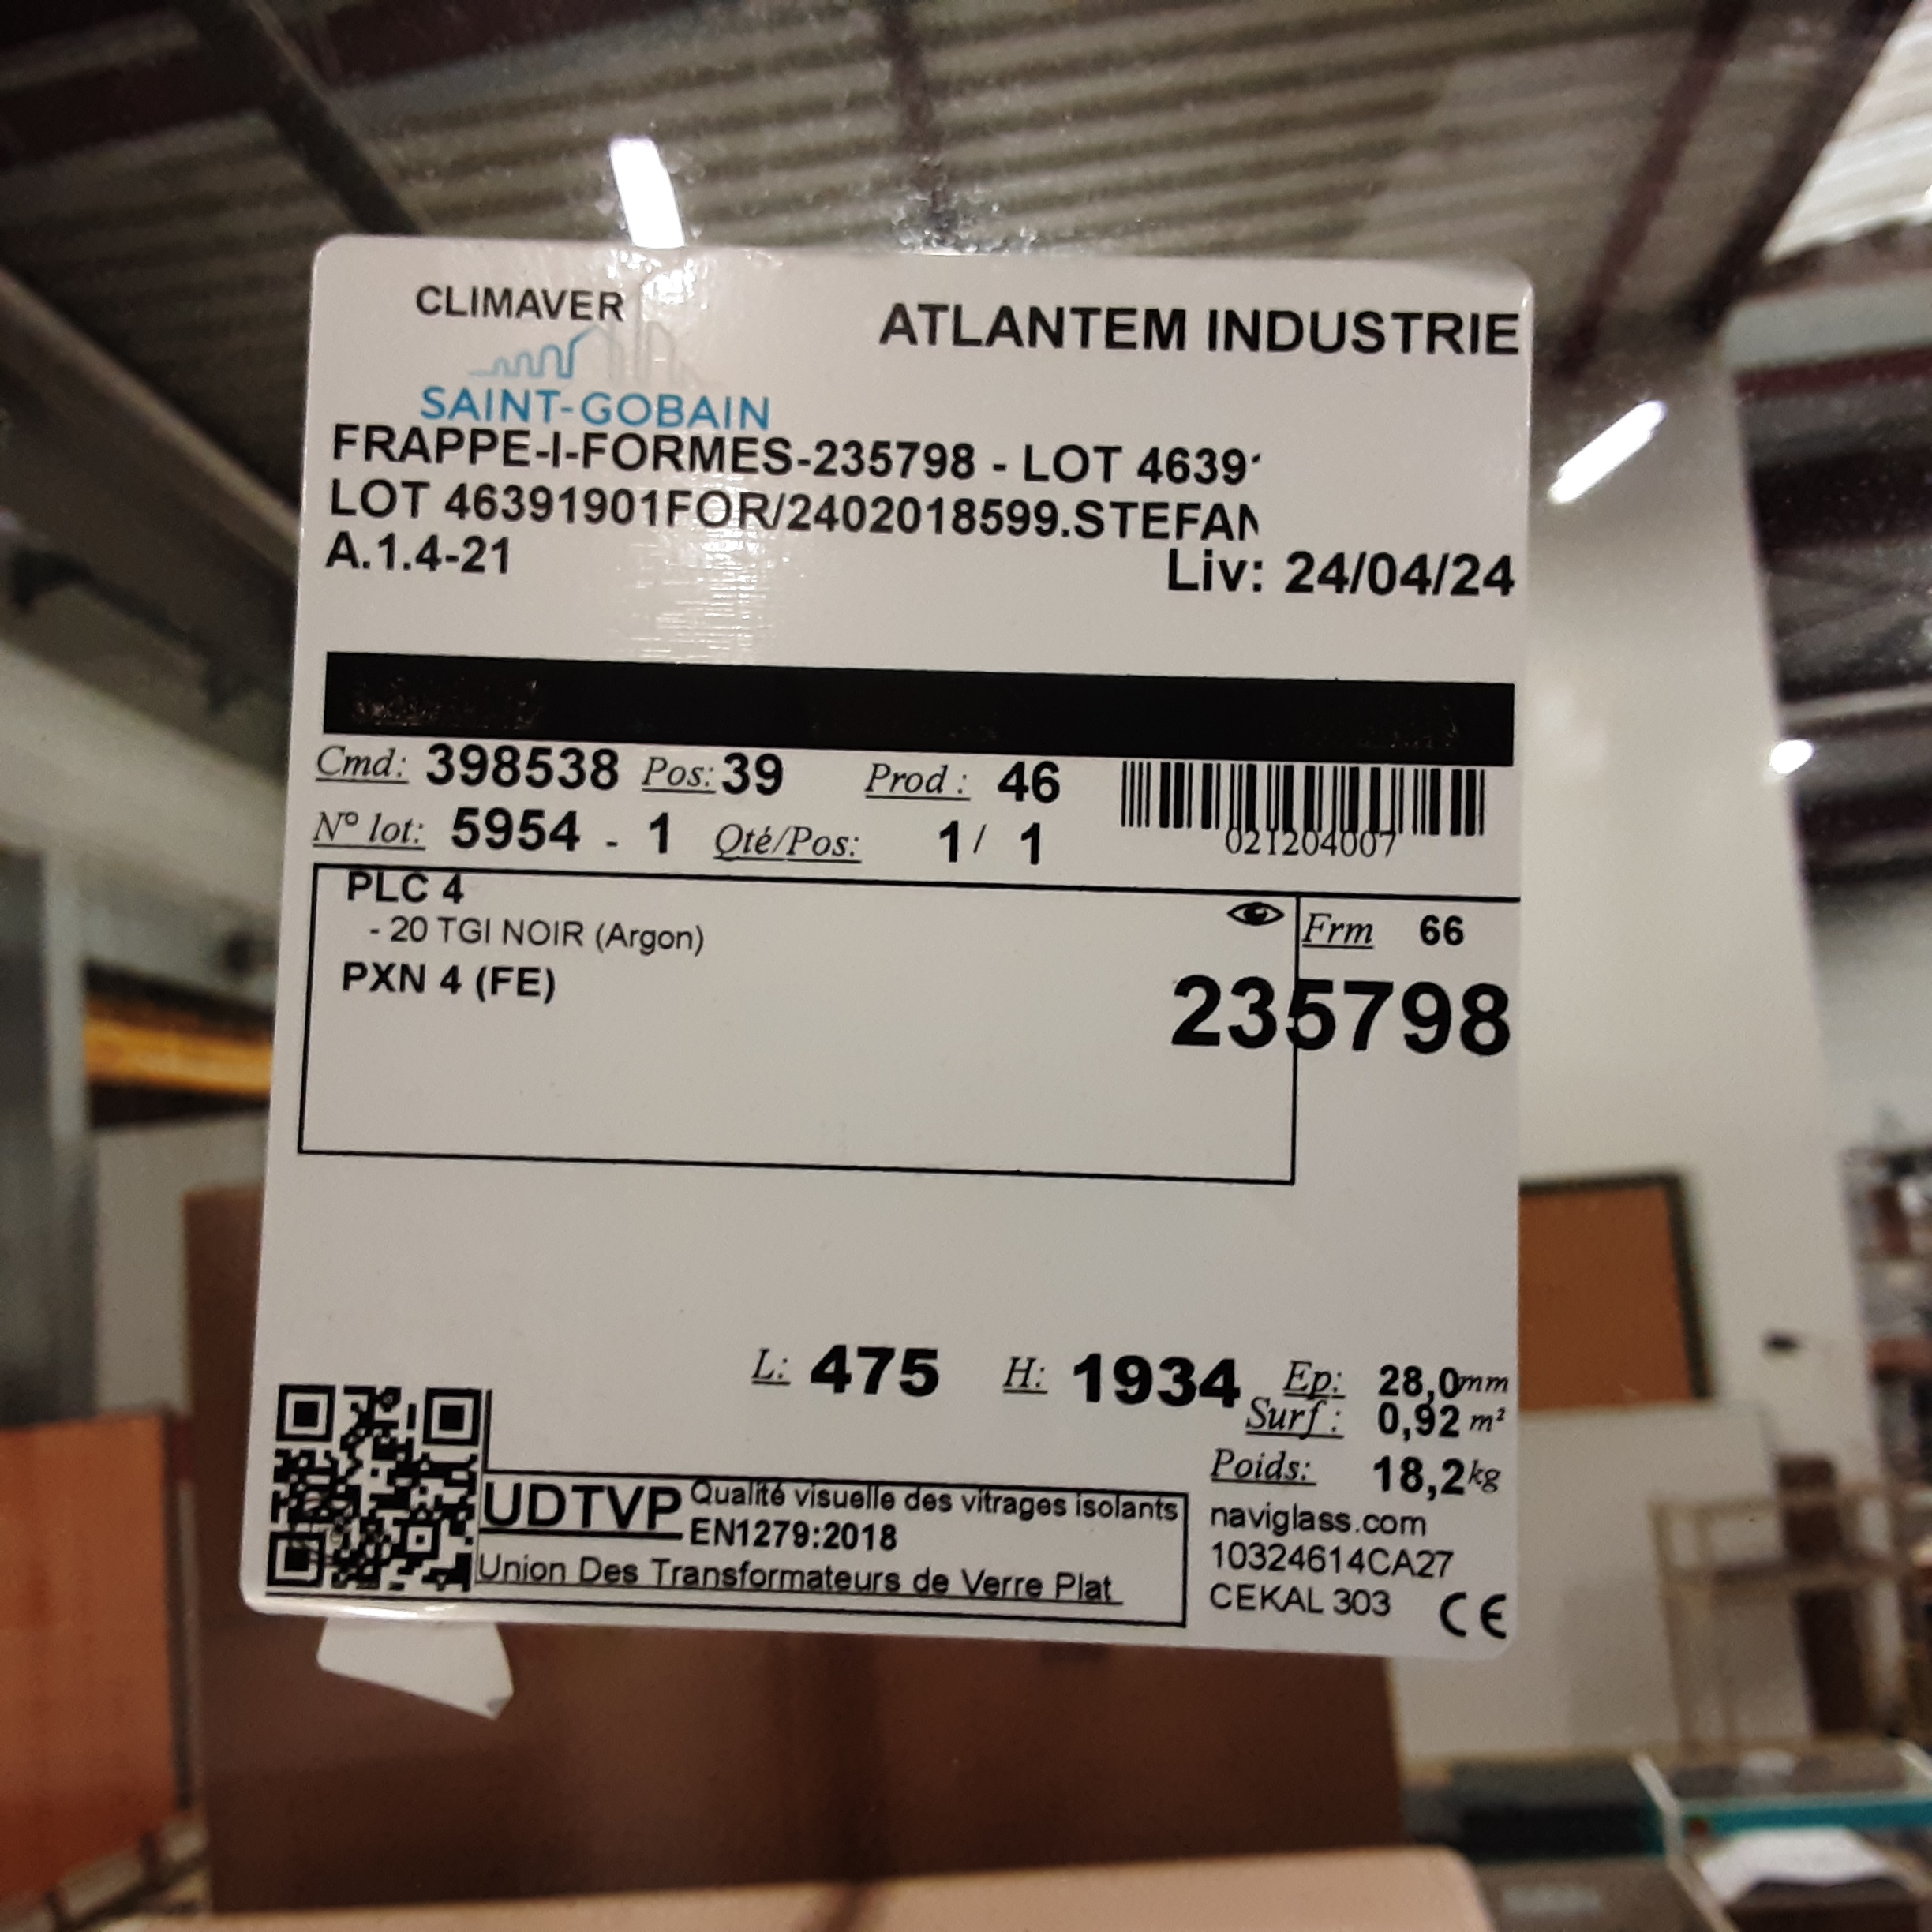 CLIMAVER
ATLANTEM INDUSTRIE
SAINT-GOBAIN
FRAPPE-I-FORMES-235798 - LOT 4639
LOT 46391901FOR/2402018599.STEFAN
A.1.4-21
Liv: 24/04/24
Cmd: 398538 Pos: 39 Prod : 46
021204007
N° lot: 5954 - 1 Qté/Pos: 1/ 1
PLC 4
- 20 TGI NOIR (Argon)
PXN 4 (FE)
Frm 66
235798
L: 475 H: 1934 Ep: 28,0mm
Surf : 0,92 m²
Poids: 18,2kg
UDTVP Qualité visuelle des vitrages isolants
EN1279:2018
Union Des Transformateurs de Verre Plat
naviglass.com
10324614CA27
CEKAL 303 CE